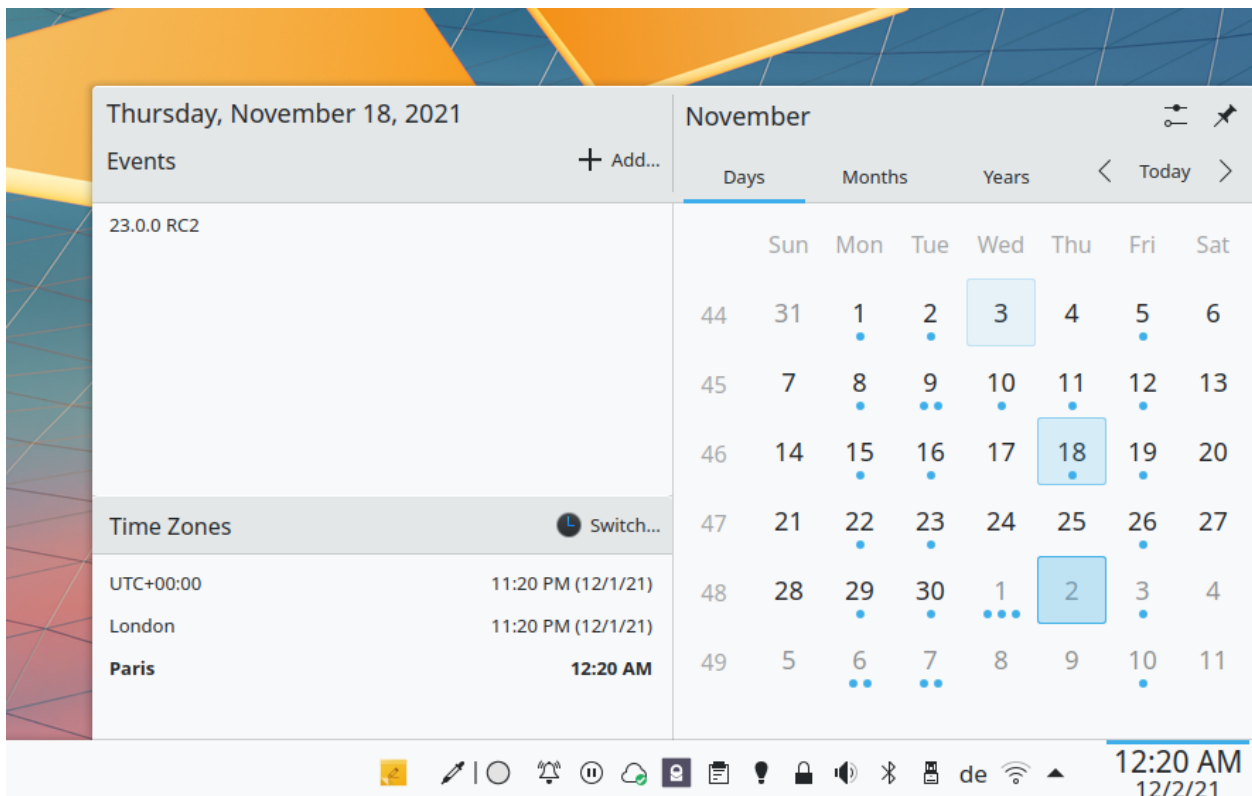 Thursday, November 18, 2021
Events
Add...
23.0.0 RC2
Time Zones
Switch...
UTC+00:00 11:20 PM (12/1/21)
London 11:20 PM (12/1/21)
Paris 12:20 AM
November
Days Months Years Today
Sun Mon Tue Wed Thu Fri Sat
44 31 1 2 3 4 5 6
45 7 8 9 10 11 12 13
46 14 15 16 17 18 19 20
47 21 22 23 24 25 26 27
48 28 29 30 1 2 3 4
49 5 6 7 8 9 10 11
de
12:20 AM
12/2/21